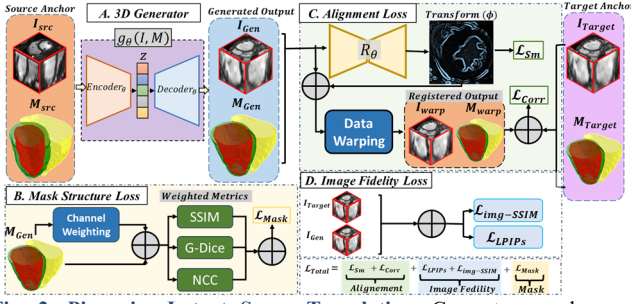 Source Anchor
I_src
M_src
A. 3D Generator
g_θ(I, M)
Z
Encoder_θ
Decoder_θ
Generated Output
I_Gen
M_Gen
C. Alignment Loss
R_θ
Transform (ϕ)
ℒ_Sm
Data
Warping
Registered Output
I_warp
M_warp
ℒ_Corr
Target Anchor
I_Target
M_Target
B. Mask Structure Loss
M_Gen
Channel
Weighting
Weighted Metrics
SSIM
G-Dice
NCC
ℒ_Mask
D. Image Fidelity Loss
I_Target
I_Gen
ℒ_img-SSIM
ℒ_LPIPs
ℒ_Total = ℒ_Sm + ℒ_Corr + ℒ_LPIPs + ℒ_img-SSIM + ℒ_Mask
Alignement
Image Fedility
Mask